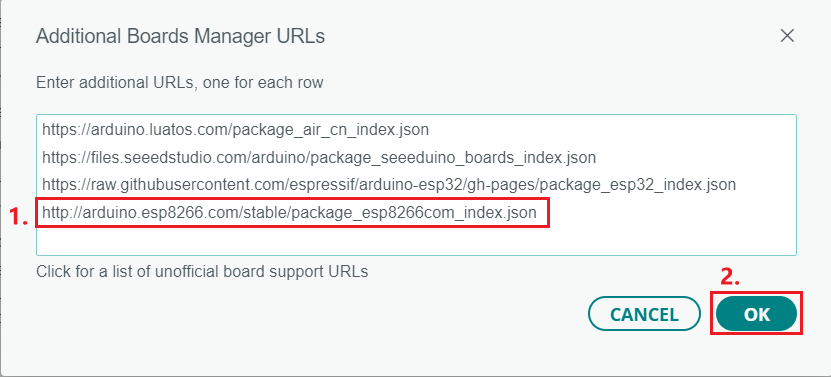 Additional Boards Manager URLs
Enter additional URLs, one for each row
https://arduino.luatos.com/package_air_cn_index.json
https://files.seeedstudio.com/arduino/package_seeeduino_boards_index.json
https://raw.githubusercontent.com/espressif/arduino-esp32/gh-pages/package_esp32_index.json
1. http://arduino.esp8266.com/stable/package_esp8266com_index.json
Click for a list of unofficial board support URLs
2.
CANCEL OK